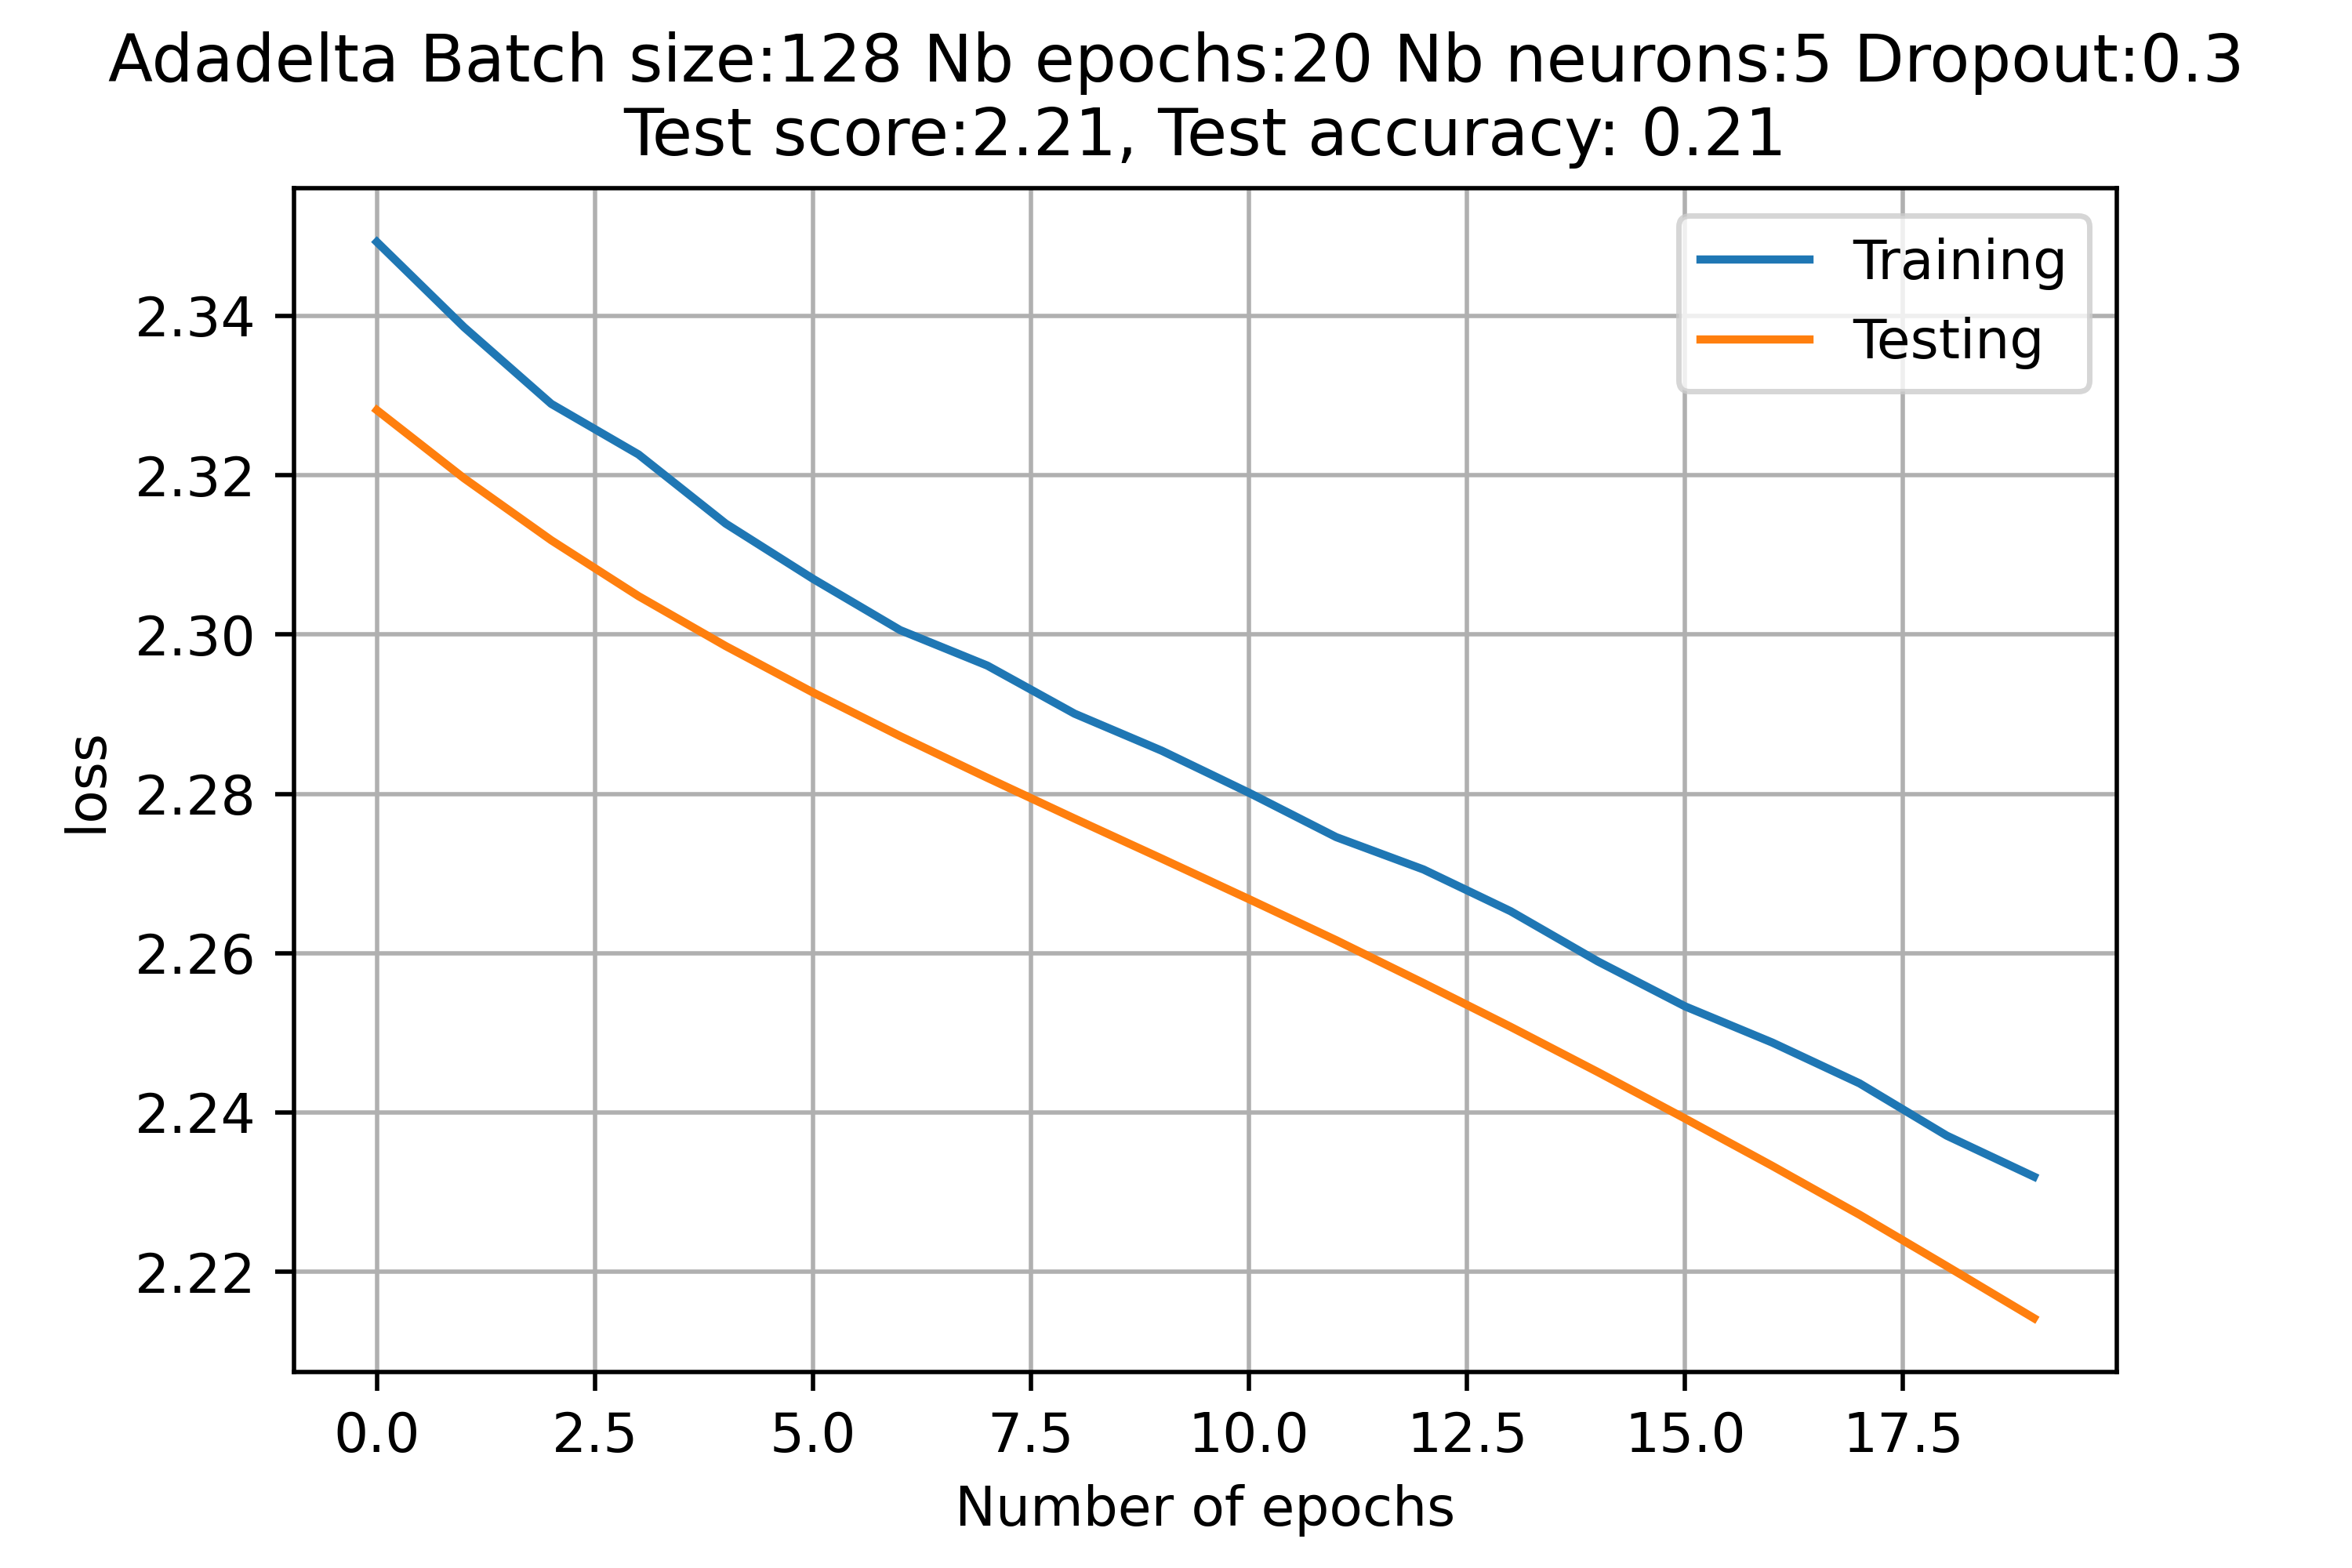 Adadelta Batch size:128 Nb epochs:20 Nb neurons:5 Dropout:0.3
Test score:2.21, Test accuracy: 0.21
Training
Testing
2.34
2.32
2.30
2.28
2.26
2.24
2.22
loss
0.0 2.5 5.0 7.5 10.0 12.5 15.0 17.5
Number of epochs